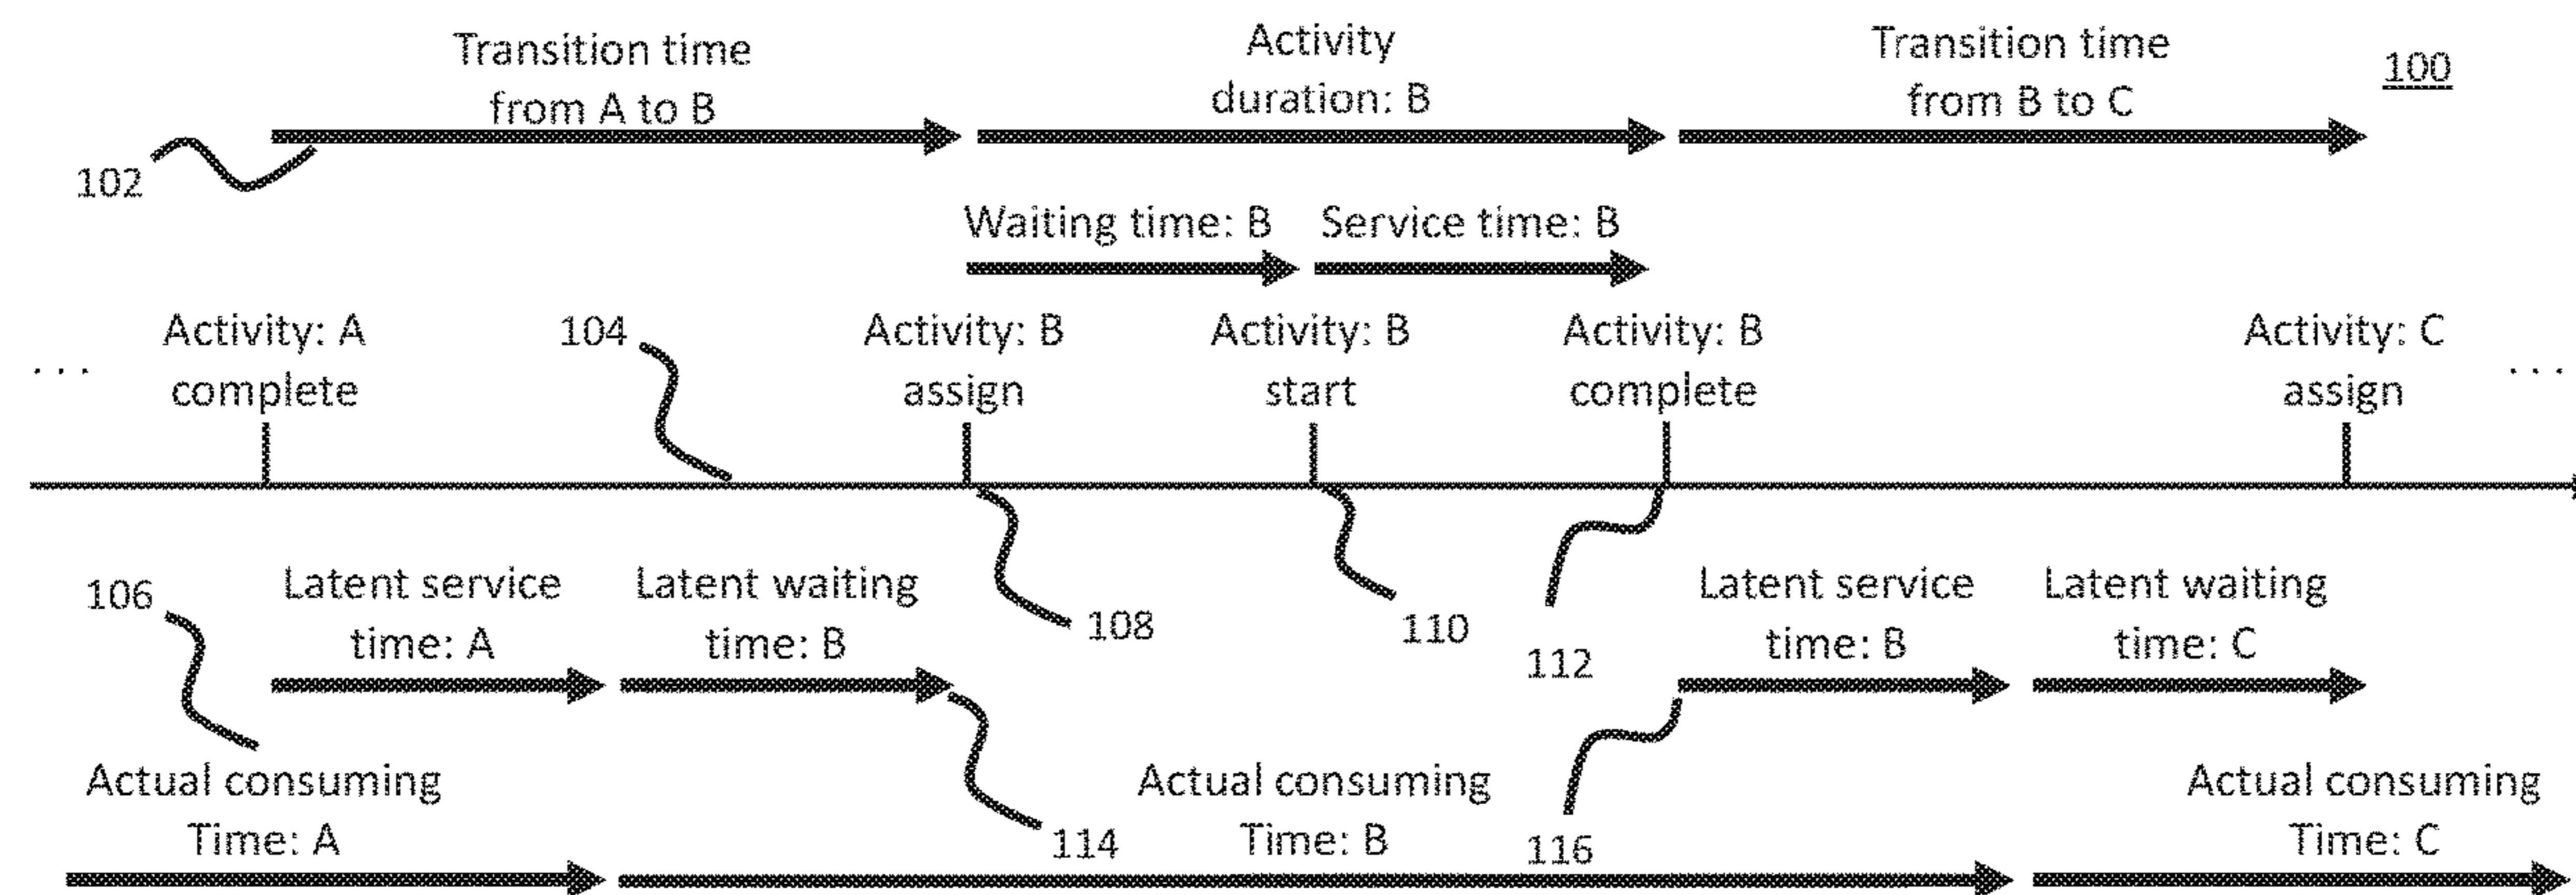 Transition time
from A to B
Activity
duration: B
Transition time
from B to C
100
102
Waiting time: B
Service time: B
. . .
Activity: A
complete
104
Activity: B
assign
Activity: B
start
Activity: B
complete
Activity: C
assign
. . .
106
Latent service
time: A
Latent waiting
time: B
108
110
112
Latent service
time: B
Latent waiting
time: C
Actual consuming
Time: A
114
Actual consuming
Time: B
116
Actual consuming
Time: C